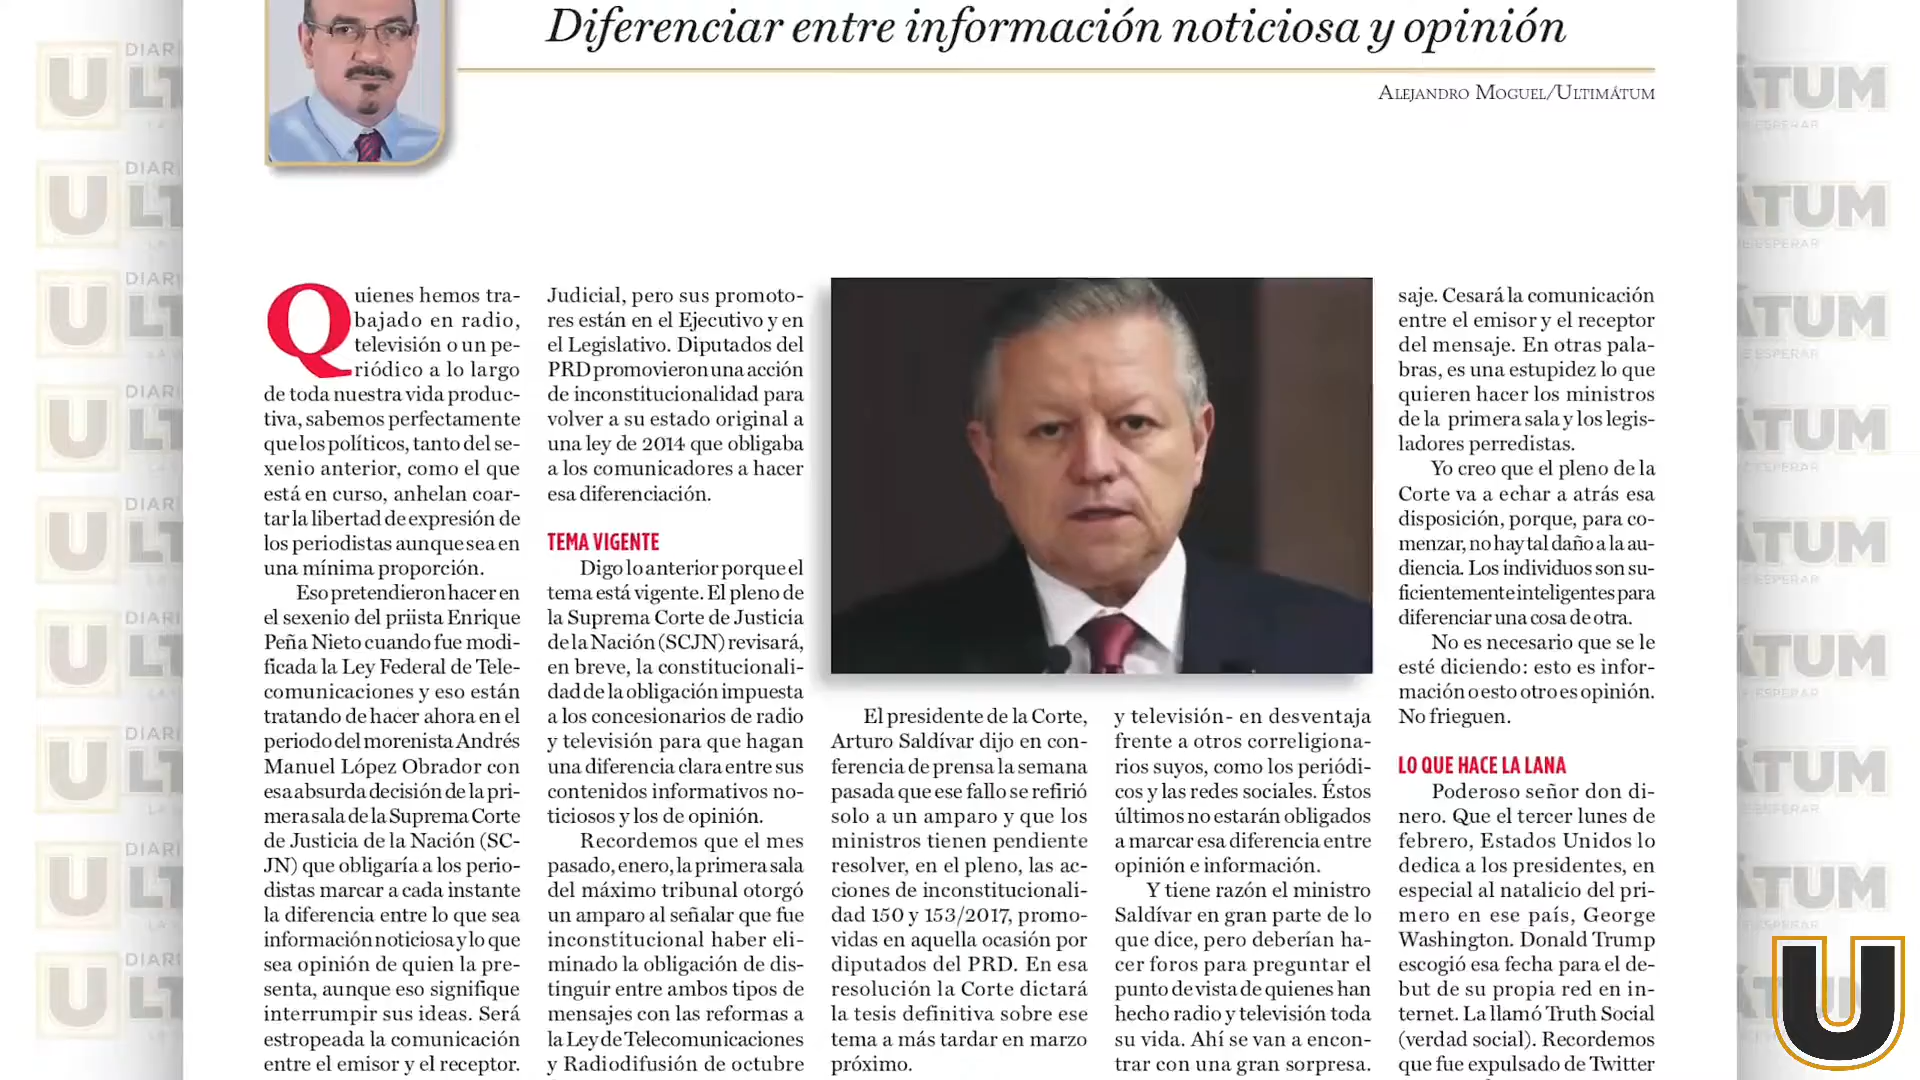 Diferenciar entre información noticiosa y opinión
Alejandro Moguel/Ultimátum
Quienes hemos tra-
bajado en radio,
televisión o un pe-
riódico a lo largo
de toda nuestra vida produc-
tiva, sabemos perfectamente
que los políticos, tanto del se-
xenio anterior, como el que
está en curso, anhelan coar-
tar la libertad de expresión de
los periodistas aunque sea en
una mínima proporción.
Eso pretendieron hacer en
el sexenio del priista Enrique
Peña Nieto cuando fue modi-
ficada la Ley Federal de Tele-
comunicaciones y eso están
tratando de hacer ahora en el
periodo del morenista Andrés
Manuel López Obrador con
esa absurda decisión de la pri-
mera sala de la Suprema Corte
de Justicia de la Nación (SC-
JN) que obligaría a los perio-
distas marcar a cada instante
la diferencia entre lo que sea
información noticiosa y lo que
sea opinión de quien la pre-
senta, aunque eso signifique
interrumpir sus ideas. Será
estropeada la comunicación
entre el emisor y el receptor.
Judicial, pero sus promoto-
res están en el Ejecutivo y en
el Legislativo. Diputados del
PRD promovieron una acción
de inconstitucionalidad para
volver a su estado original a
una ley de 2014 que obligaba
a los comunicadores a hacer
esa diferenciación.
TEMA VIGENTE
Digo lo anterior porque el
tema está vigente. El pleno de
la Suprema Corte de Justicia
de la Nación (SCJN) revisará,
en breve, la constitucionali-
dad de la obligación impuesta
a los concesionarios de radio
y televisión para que hagan
una diferencia clara entre sus
contenidos informativos no-
ticiosos y los de opinión.
Recordemos que el mes
pasado, enero, la primera sala
del máximo tribunal otorgó
un amparo al señalar que fue
inconstitucional haber eli-
minado la obligación de dis-
tinguir entre ambos tipos de
mensajes con las reformas a
la Ley de Telecomunicaciones
y Radiodifusión de octubre
El presidente de la Corte,
Arturo Saldívar dijo en con-
ferencia de prensa la semana
pasada que ese fallo se refirió
solo a un amparo y que los
ministros tienen pendiente
resolver, en el pleno, las ac-
ciones de inconstitucionali-
dad 150 y 153/2017, promo-
vidas en aquella ocasión por
diputados del PRD. En esa
resolución la Corte dictará
la tesis definitiva sobre ese
tema a más tardar en marzo
próximo.
y televisión- en desventaja
frente a otros correligiona-
rios suyos, como los periódi-
cos y las redes sociales. Éstos
últimos no estarán obligados
a marcar esa diferencia entre
opinión e información.
Y tiene razón el ministro
Saldívar en gran parte de lo
que dice, pero deberían ha-
cer foros para preguntar el
punto de vista de quienes han
hecho radio y televisión toda
su vida. Ahí se van a encon-
trar con una gran sorpresa.
saje. Cesará la comunicación
entre el emisor y el receptor
del mensaje. En otras pala-
bras, es una estupidez lo que
quieren hacer los ministros
de la primera sala y los legis-
ladores perredistas.
Yo creo que el pleno de la
Corte va a echar a atrás esa
disposición, porque, para co-
menzar, no hay tal daño a la au-
diencia. Los individuos son su-
ficientemente inteligentes para
diferenciar una cosa de otra.
No es necesario que se le
esté diciendo: esto es infor-
mación o esto otro es opinión.
No frieguen.
LO QUE HACE LA LANA
Poderoso señor don di-
nero. Que el tercer lunes de
febrero, Estados Unidos lo
dedica a los presidentes, en
especial al natalicio del pri-
mero en ese país, George
Washington. Donald Trump
escogió esa fecha para el de-
but de su propia red en in-
ternet. La llamó Truth Social
(verdad social). Recordemos
que fue expulsado de Twitter
U